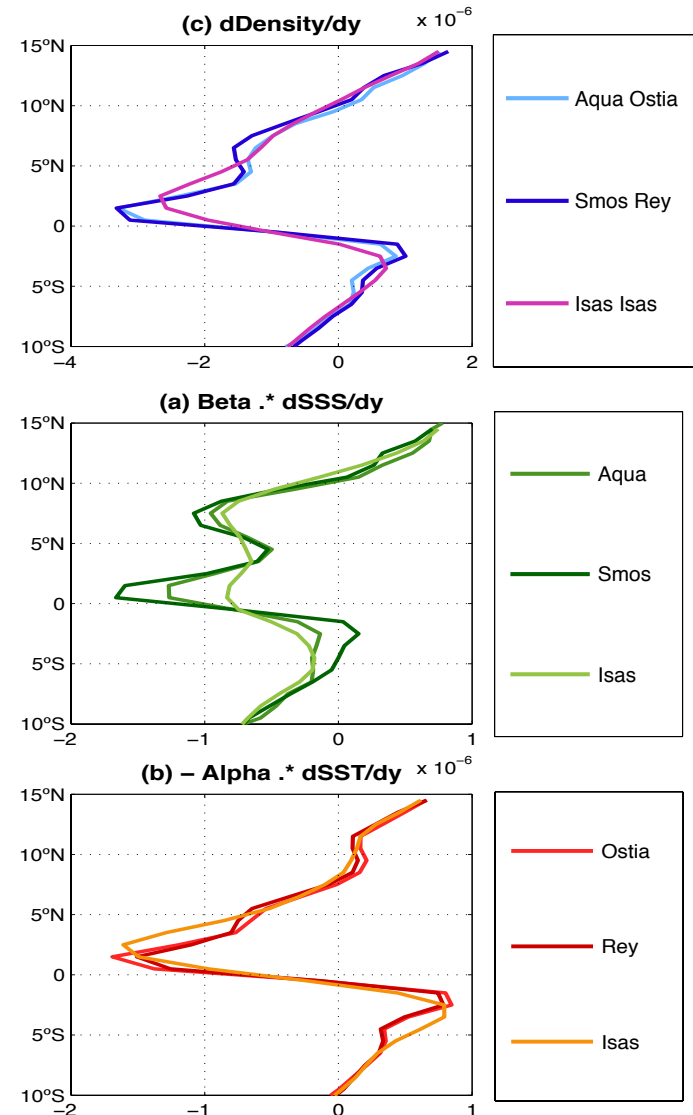 (c) dDensity/dy x 10⁻⁶
15ºN
10ºN
5ºN
0
5ºS
10ºS
−4 −2 0 2
Aqua Ostia
Smos Rey
Isas Isas
(a) Beta .* dSSS/dy
15ºN
10ºN
5ºN
0
5ºS
10ºS
−2 −1 0 1
Aqua
Smos
Isas
(b) − Alpha .* dSST/dy x 10⁻⁶
15ºN
10ºN
5ºN
0
5ºS
10ºS
−2 −1 0 1
Ostia
Rey
Isas